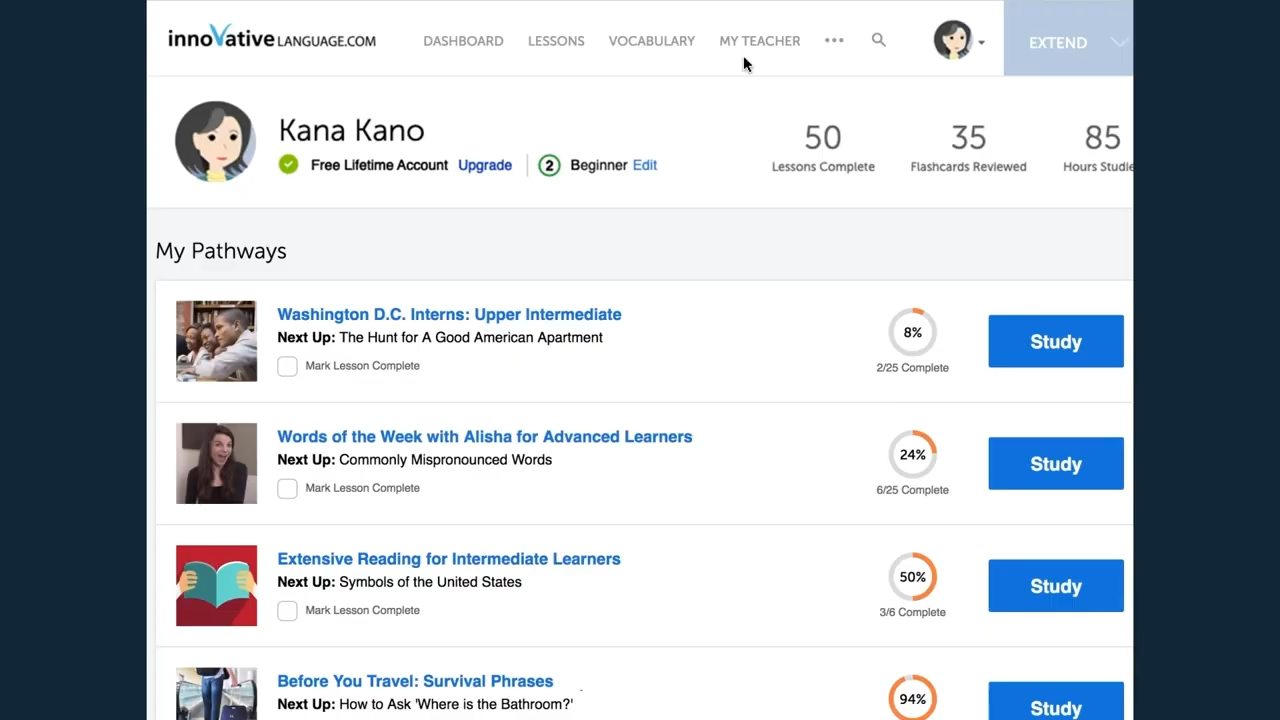 innoVative LANGUAGE.COM
DASHBOARD LESSONS VOCABULARY MY TEACHER ••• EXTEND
Kana Kano
Free Lifetime Account Upgrade 2 Beginner Edit
50 35 85
Lessons Complete Flashcards Reviewed Hours Studie
My Pathways
Washington D.C. Interns: Upper Intermediate
Next Up: The Hunt for A Good American Apartment
Mark Lesson Complete
8%
2/25 Complete
Study
Words of the Week with Alisha for Advanced Learners
Next Up: Commonly Mispronounced Words
Mark Lesson Complete
24%
6/25 Complete
Study
Extensive Reading for Intermediate Learners
Next Up: Symbols of the United States
Mark Lesson Complete
50%
3/6 Complete
Study
Before You Travel: Survival Phrases
Next Up: How to Ask 'Where is the Bathroom?'
94%
Study